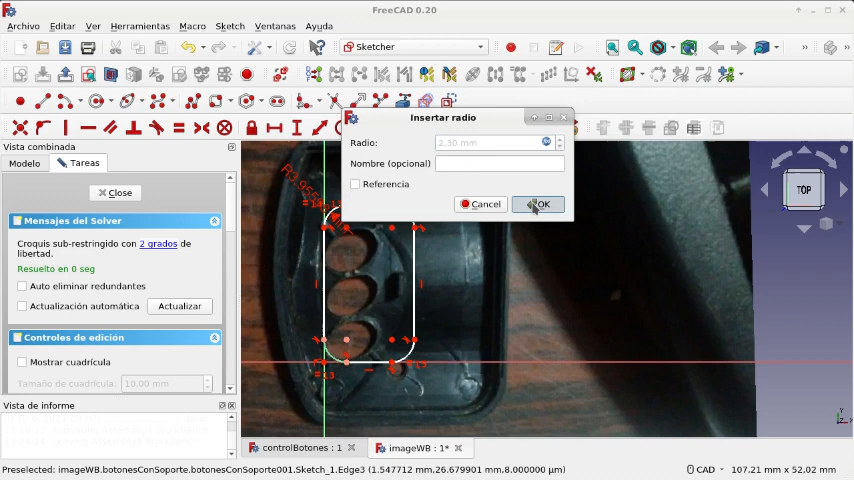 FreeCAD 0.20
Archivo Editar Ver Herramientas Macro Sketch Ventanas Ayuda
Sketcher
Vista combinada
Modelo Tareas
Close
Mensajes del Solver
Croquis sub-restringido con 2 grados de
libertad.
Resuelto en 0 seg
Auto eliminar redundantes
Actualización automática Actualizar
Controles de edición
Mostrar cuadrícula
Tamaño de cuadrícula: 10.00 mm
Vista de informe
Insertar radio
Radio: 2,30 mm
Nombre (opcional)
Referencia
Cancel OK
TOP
controBotones : 1 imageWB : 1*
Preselected: imageWB.botonesConSoporte.botonesConSoporte001.Sketch_1.Edge3 (1.547712 mm,26.679901 mm,8.000000 μm)
CAD 107,21 mm x 52,02 mm